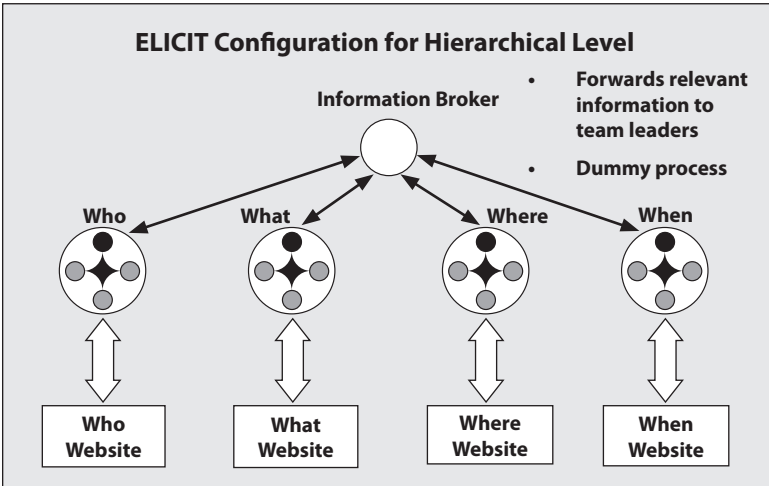 ELICIT Configuration for Hierarchical Level
Information Broker
• Forwards relevant
information to
team leaders
• Dummy process
Who
What
Where
When
Who
Website
What
Website
Where
Website
When
Website